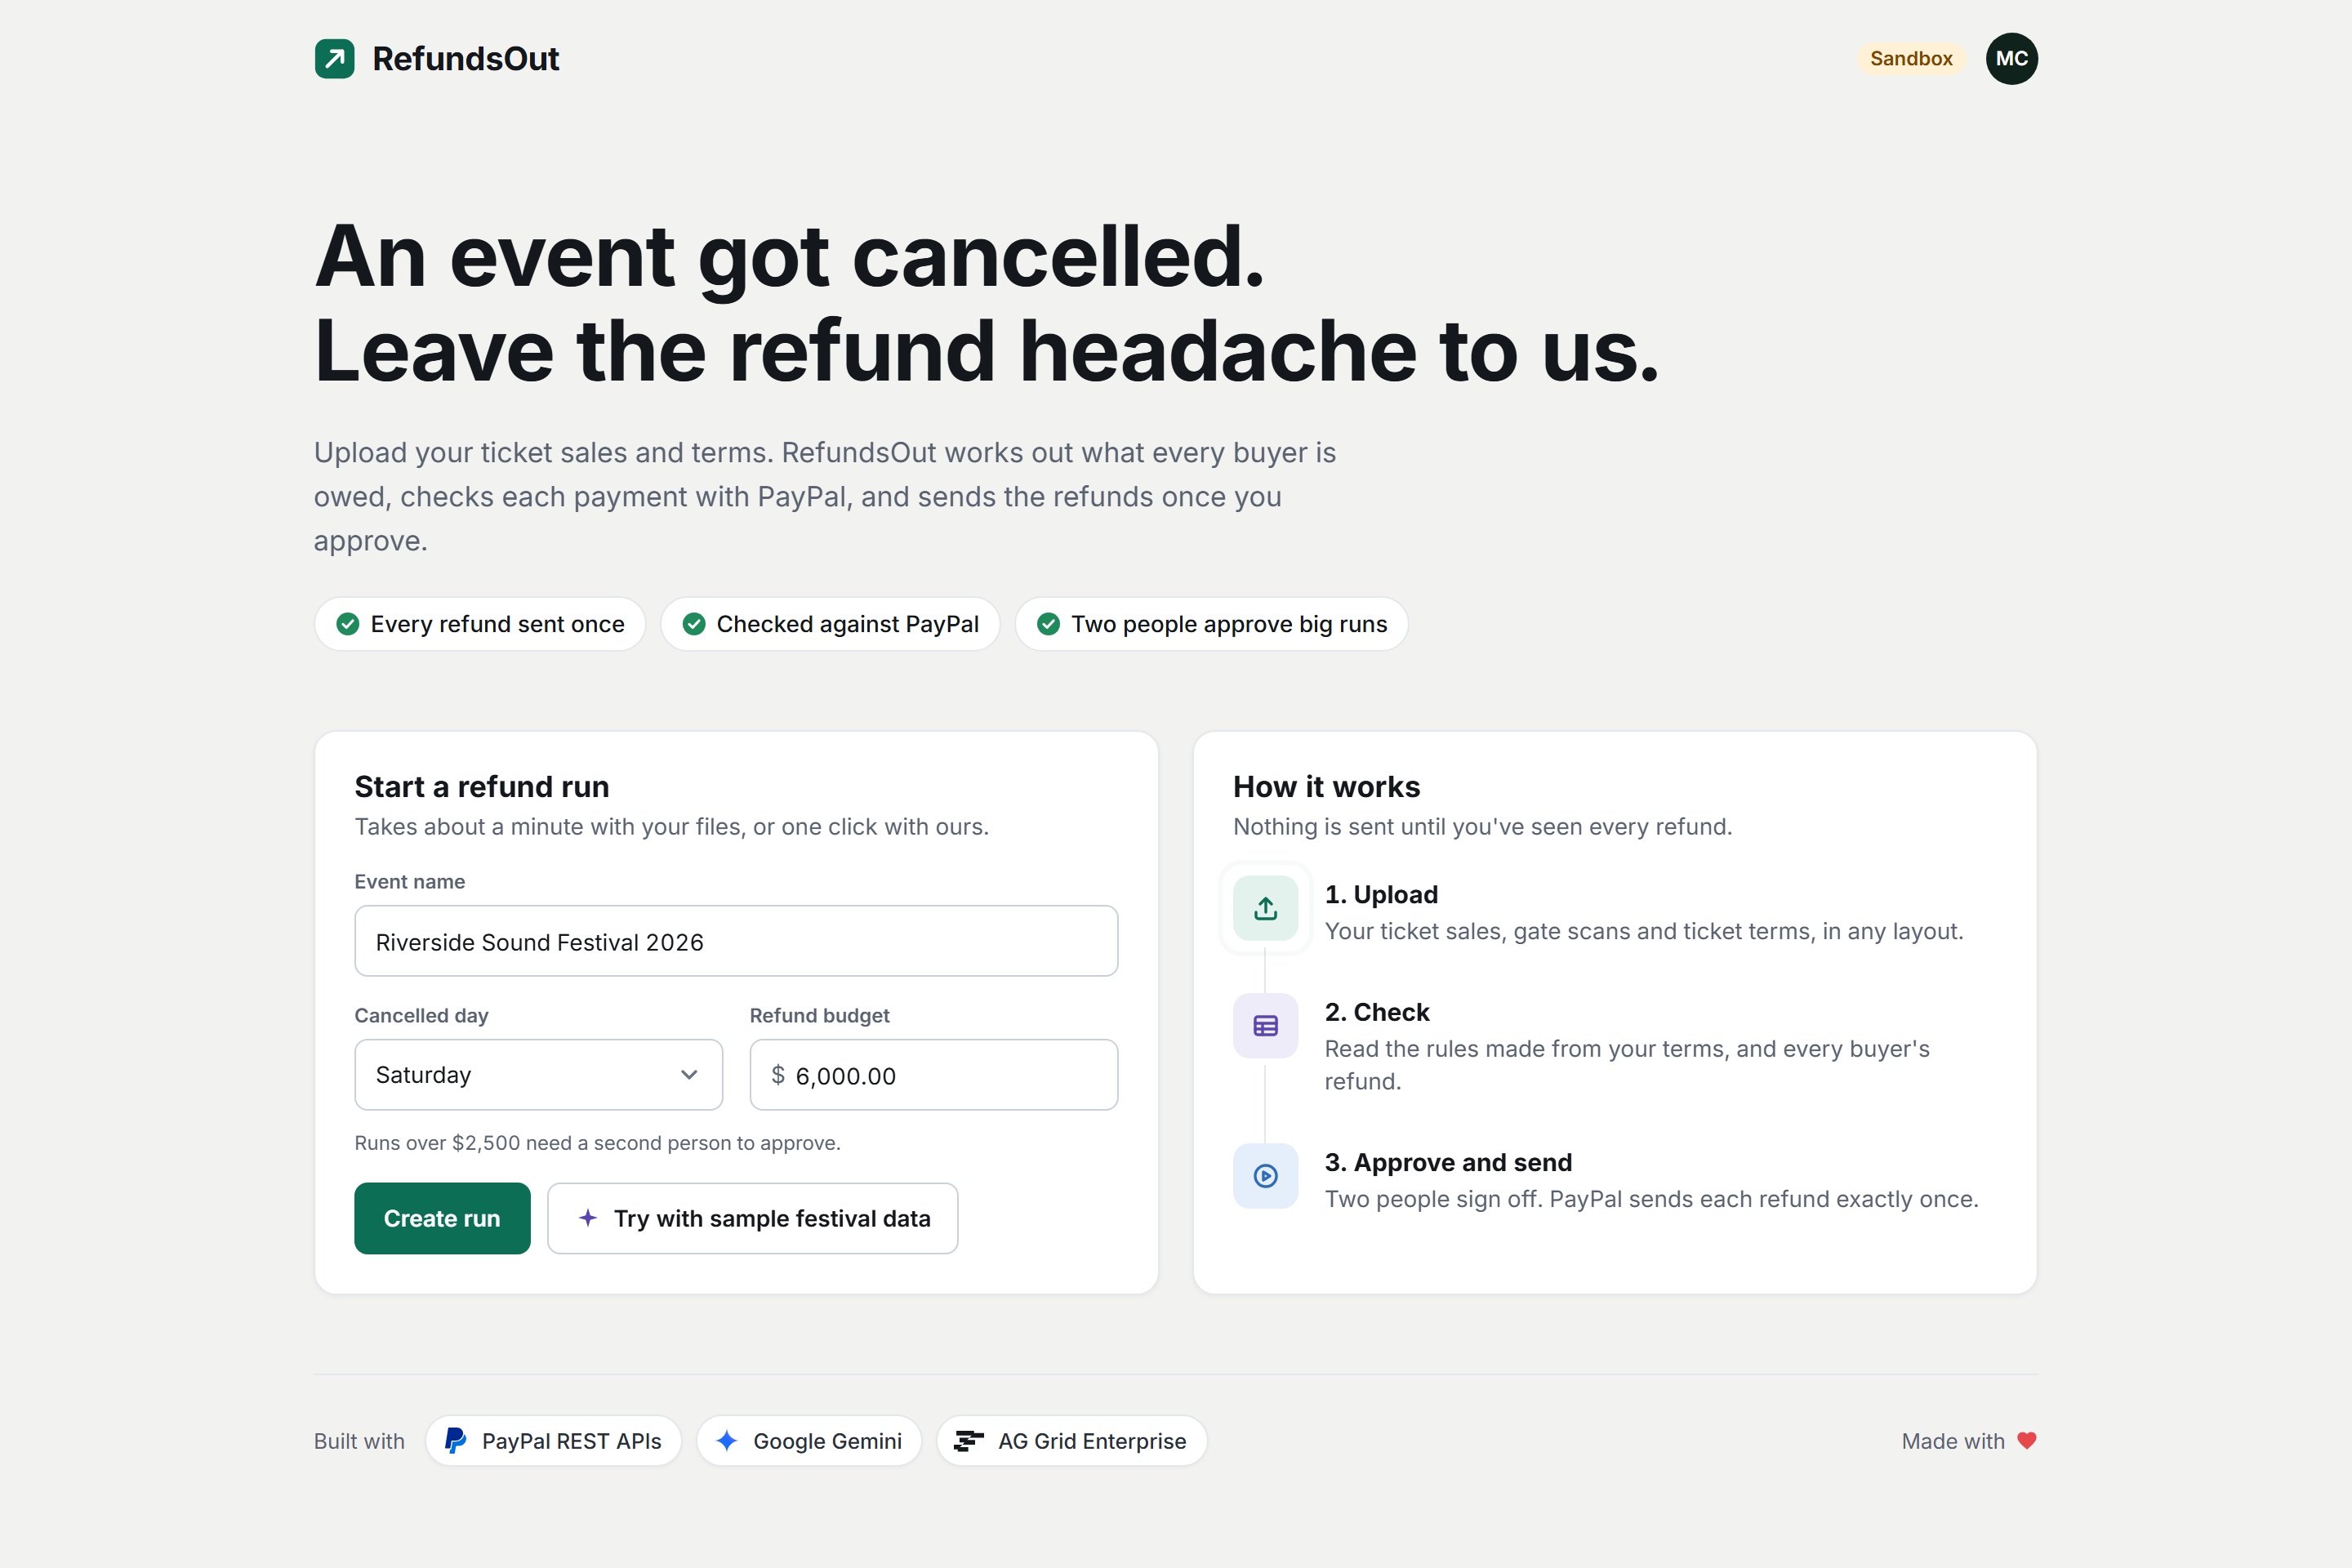 RefundsOut
Sandbox
MC
An event got cancelled.
Leave the refund headache to us.
Upload your ticket sales and terms. RefundsOut works out what every buyer is
owed, checks each payment with PayPal, and sends the refunds once you
approve.
Every refund sent once
Checked against PayPal
Two people approve big runs
Start a refund run
Takes about a minute with your files, or one click with ours.
Event name
Riverside Sound Festival 2026
Cancelled day
Refund budget
Saturday
$ 6,000.00
Runs over $2,500 need a second person to approve.
Create run
Try with sample festival data
How it works
Nothing is sent until you've seen every refund.
1. Upload
Your ticket sales, gate scans and ticket terms, in any layout.
2. Check
Read the rules made from your terms, and every buyer's
refund.
3. Approve and send
Two people sign off. PayPal sends each refund exactly once.
Built with
PayPal REST APIs
Google Gemini
AG Grid Enterprise
Made with